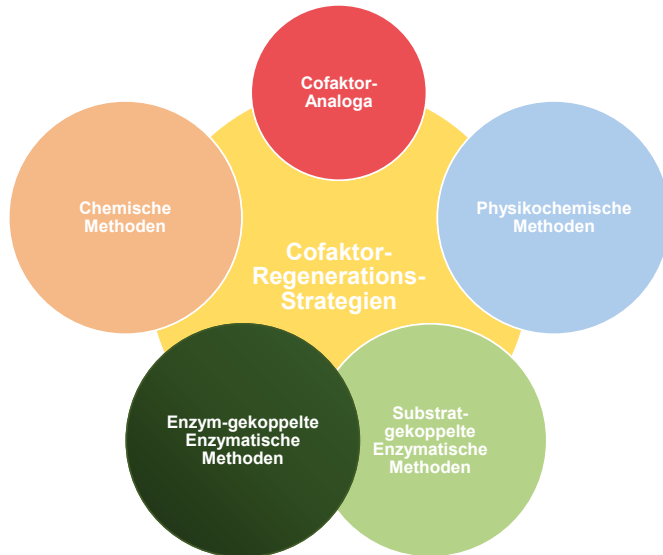 Cofaktor-
Analoga
Chemische
Methoden
Physikochemische
Methoden
Cofaktor-
Regenerations-
Strategien
Enzym-gekoppelte
Enzymatische
Methoden
Substrat-
gekoppelte
Enzymatische
Methoden